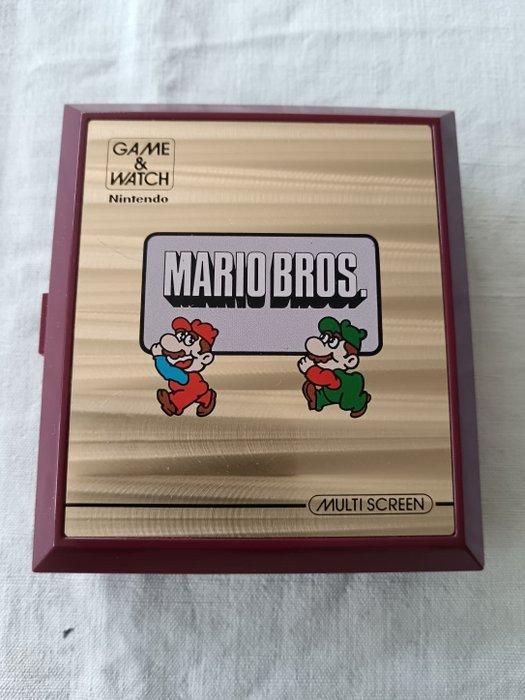 GAME
&
WATCH
Nintendo
MARIO BROS.
MULTI SCREEN